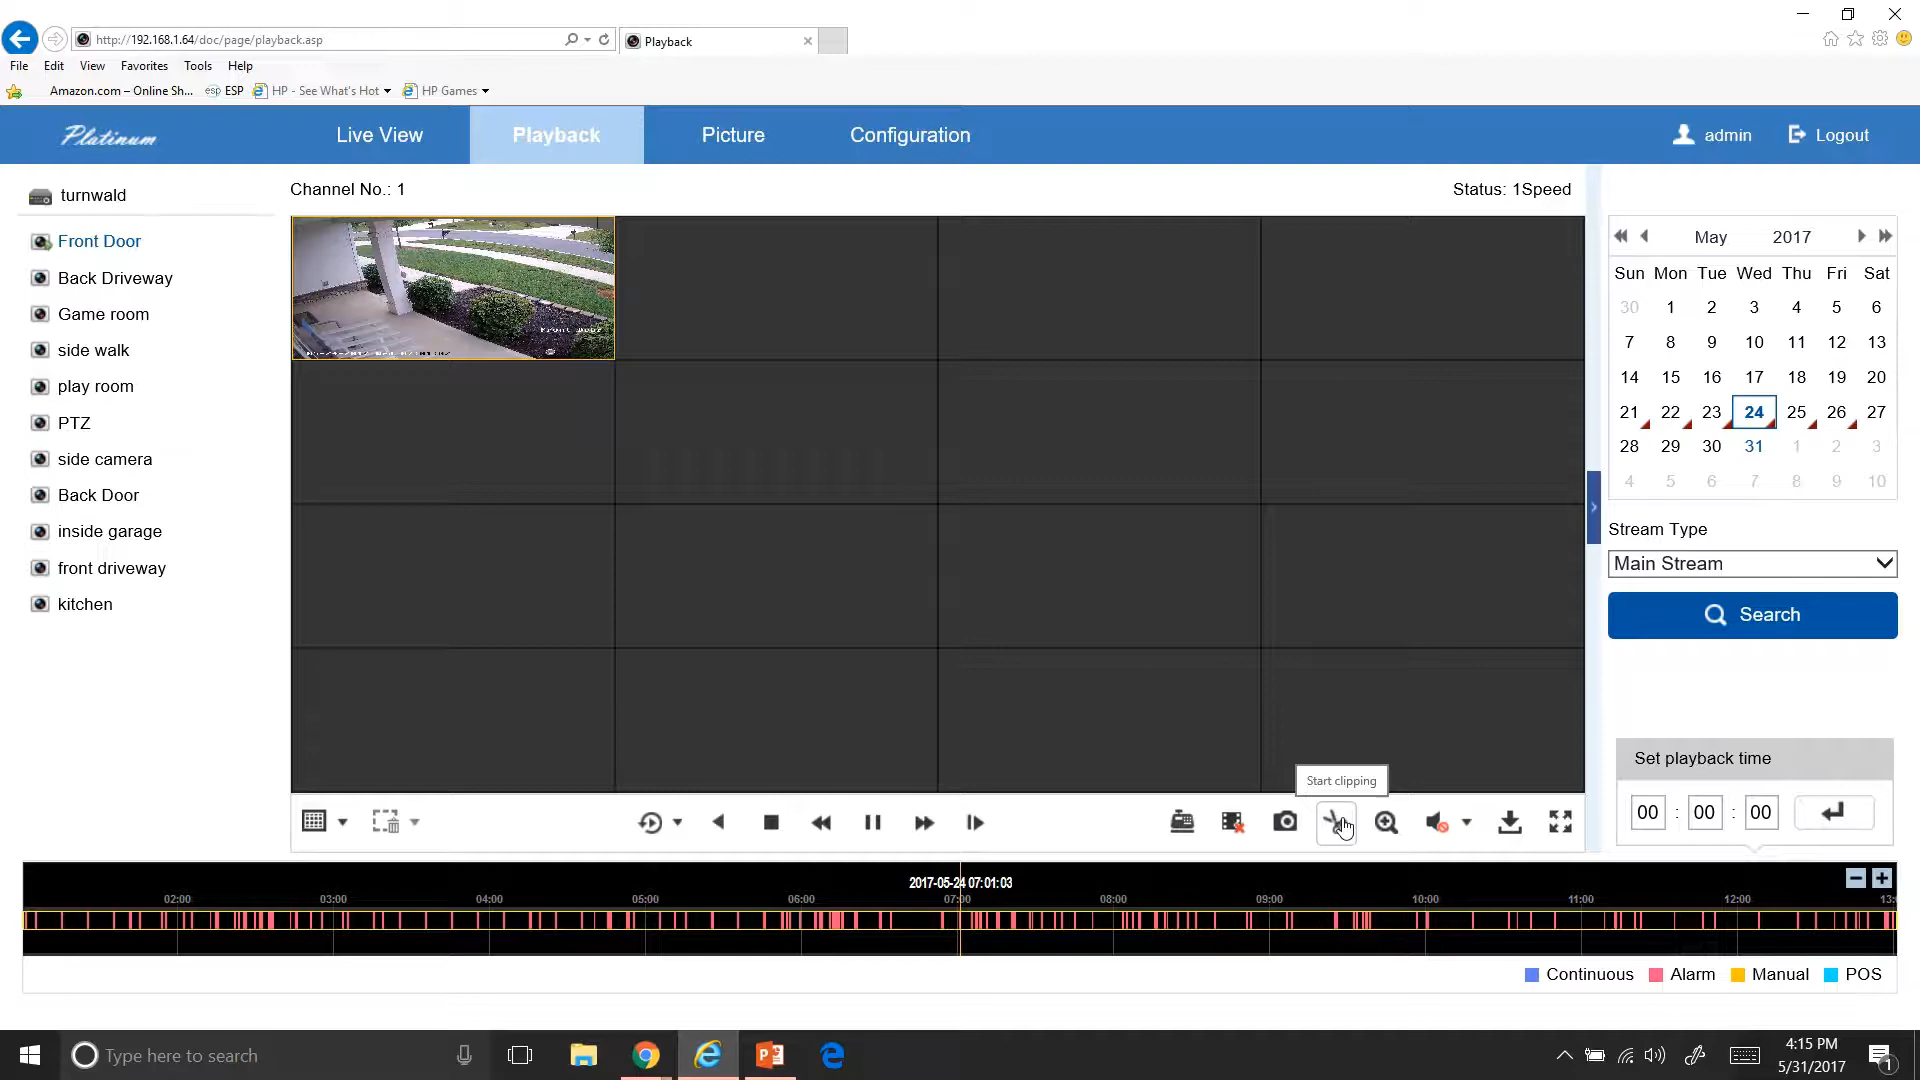 http://192.168.1.64/doc/page/playback.asp
Playback
File Edit View Favorites Tools Help
Amazon.com – Online Sh... esp ESP HP - See What's Hot HP Games
Platinum
Live View Playback Picture Configuration
admin Logout
turnwald
Channel No.: 1
Status: 1Speed
Front Door
Back Driveway
Game room
side walk
play room
PTZ
side camera
Back Door
inside garage
front driveway
kitchen
Front Door
May 2017
Sun Mon Tue Wed Thu Fri Sat
30 1 2 3 4 5 6
7 8 9 10 11 12 13
14 15 16 17 18 19 20
21 22 23 24 25 26 27
28 29 30 31 1 2 3
4 5 6 7 8 9 10
Stream Type
Main Stream
Search
Set playback time
00 : 00 : 00
Start clipping
2017-05-24 07:01:03
02:00 03:00 04:00 05:00 06:00 07:00 08:00 09:00 10:00 11:00 12:00 13:
Continuous Alarm Manual POS
Type here to search
4:15 PM
5/31/2017
1